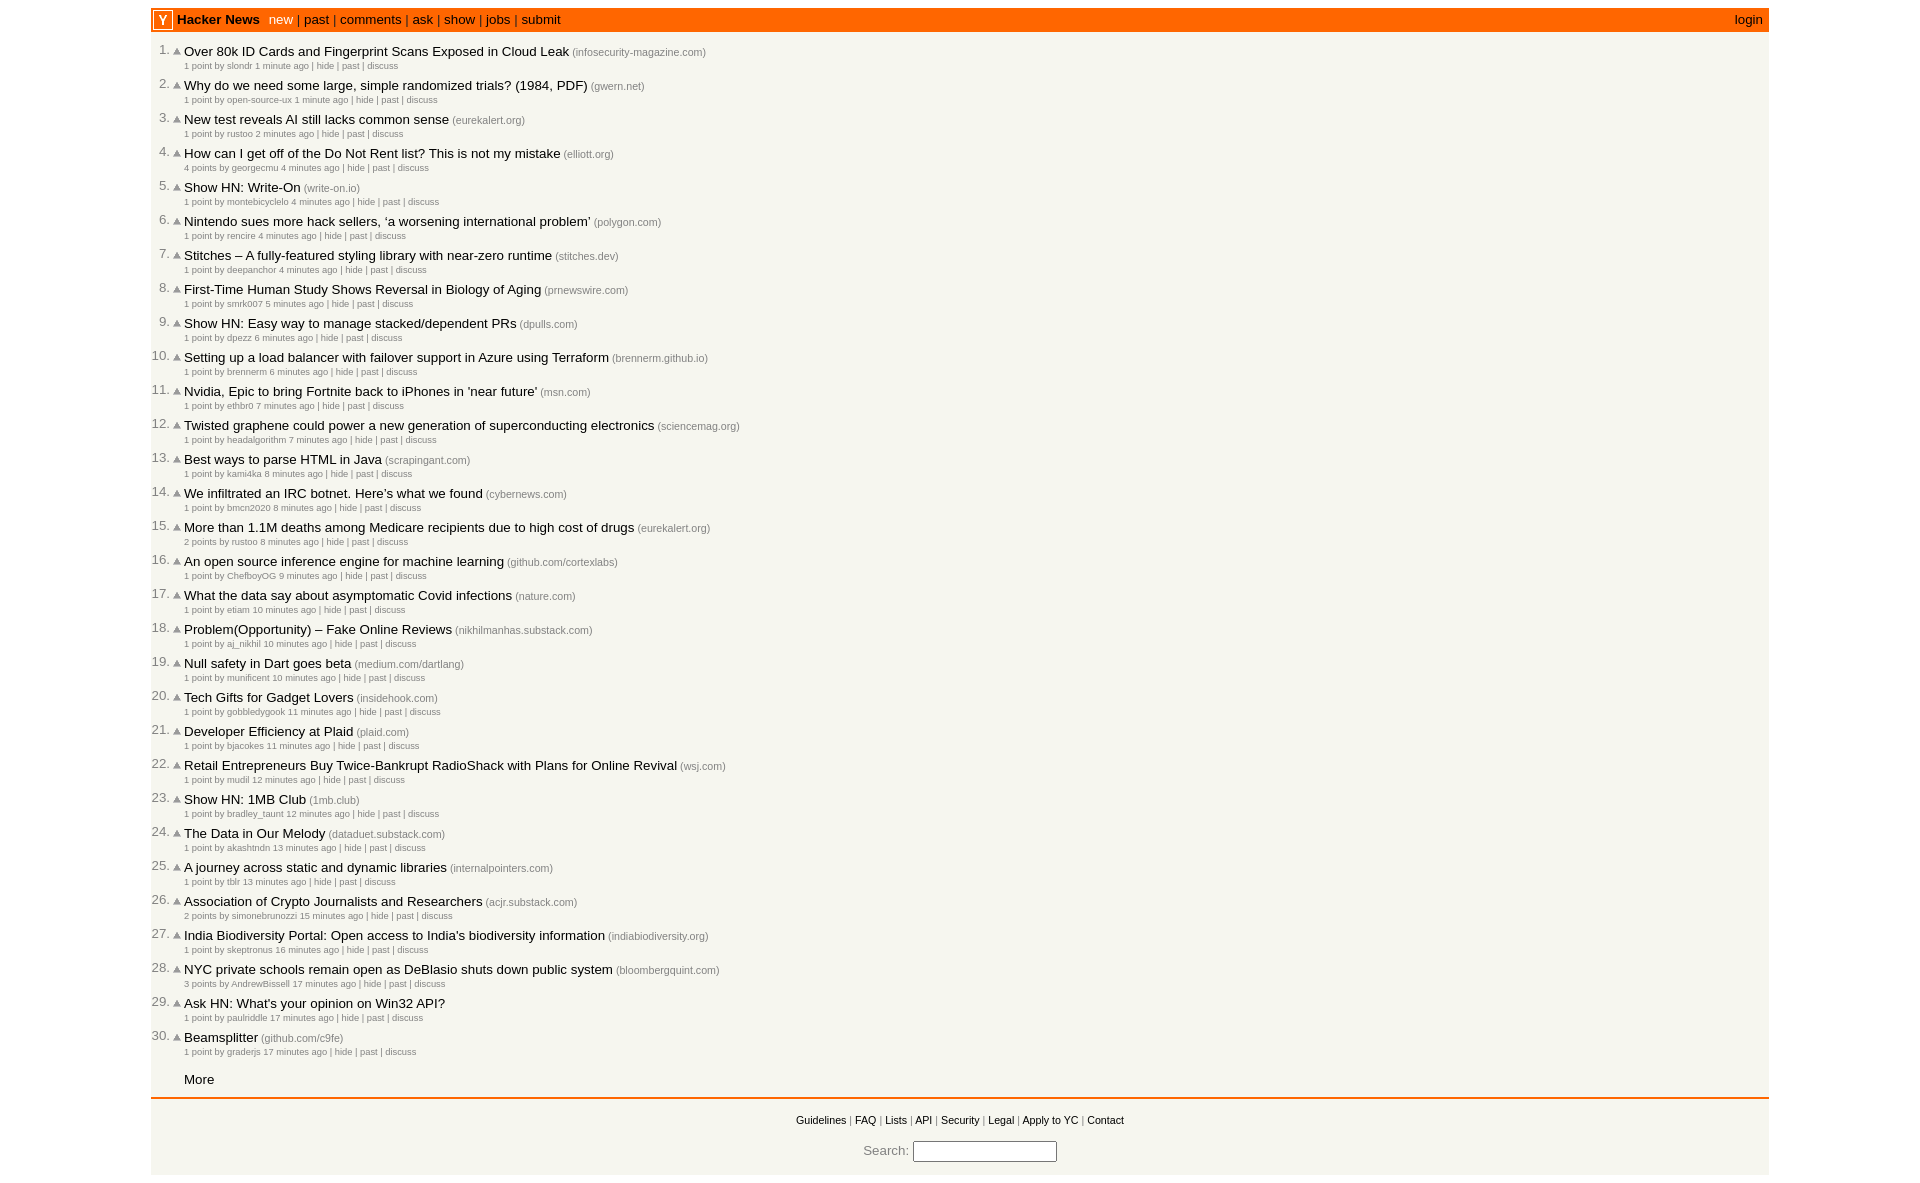 Y Hacker News new | past | comments | ask | show | jobs | submit login
1. Over 80k ID Cards and Fingerprint Scans Exposed in Cloud Leak (infosecurity-magazine.com)
1 point by slondr 1 minute ago | hide | past | discuss
2. Why do we need some large, simple randomized trials? (1984, PDF) (gwern.net)
1 point by open-source-ux 1 minute ago | hide | past | discuss
3. New test reveals AI still lacks common sense (eurekalert.org)
1 point by rustoo 2 minutes ago | hide | past | discuss
4. How can I get off of the Do Not Rent list? This is not my mistake (elliott.org)
4 points by georgecmu 4 minutes ago | hide | past | discuss
5. Show HN: Write-On (write-on.io)
1 point by montebicyclelo 4 minutes ago | hide | past | discuss
6. Nintendo sues more hack sellers, ‘a worsening international problem’ (polygon.com)
1 point by rencire 4 minutes ago | hide | past | discuss
7. Stitches – A fully-featured styling library with near-zero runtime (stitches.dev)
1 point by deepanchor 4 minutes ago | hide | past | discuss
8. First-Time Human Study Shows Reversal in Biology of Aging (prnewswire.com)
1 point by smrk007 5 minutes ago | hide | past | discuss
9. Show HN: Easy way to manage stacked/dependent PRs (dpulls.com)
1 point by dpezz 6 minutes ago | hide | past | discuss
10. Setting up a load balancer with failover support in Azure using Terraform (brennerm.github.io)
1 point by brennerm 6 minutes ago | hide | past | discuss
11. Nvidia, Epic to bring Fortnite back to iPhones in 'near future' (msn.com)
1 point by ethbr0 7 minutes ago | hide | past | discuss
12. Twisted graphene could power a new generation of superconducting electronics (sciencemag.org)
1 point by headalgorithm 7 minutes ago | hide | past | discuss
13. Best ways to parse HTML in Java (scrapingant.com)
1 point by kami4ka 8 minutes ago | hide | past | discuss
14. We infiltrated an IRC botnet. Here’s what we found (cybernews.com)
1 point by bmcn2020 8 minutes ago | hide | past | discuss
15. More than 1.1M deaths among Medicare recipients due to high cost of drugs (eurekalert.org)
2 points by rustoo 8 minutes ago | hide | past | discuss
16. An open source inference engine for machine learning (github.com/cortexlabs)
1 point by ChefboyOG 9 minutes ago | hide | past | discuss
17. What the data say about asymptomatic Covid infections (nature.com)
1 point by etiam 10 minutes ago | hide | past | discuss
18. Problem(Opportunity) – Fake Online Reviews (nikhilmanhas.substack.com)
1 point by aj_nikhil 10 minutes ago | hide | past | discuss
19. Null safety in Dart goes beta (medium.com/dartlang)
1 point by munificent 10 minutes ago | hide | past | discuss
20. Tech Gifts for Gadget Lovers (insidehook.com)
1 point by gobbledygook 11 minutes ago | hide | past | discuss
21. Developer Efficiency at Plaid (plaid.com)
1 point by bjacokes 11 minutes ago | hide | past | discuss
22. Retail Entrepreneurs Buy Twice-Bankrupt RadioShack with Plans for Online Revival (wsj.com)
1 point by mudil 12 minutes ago | hide | past | discuss
23. Show HN: 1MB Club (1mb.club)
1 point by bradley_taunt 12 minutes ago | hide | past | discuss
24. The Data in Our Melody (dataduet.substack.com)
1 point by akashtndn 13 minutes ago | hide | past | discuss
25. A journey across static and dynamic libraries (internalpointers.com)
1 point by tblr 13 minutes ago | hide | past | discuss
26. Association of Crypto Journalists and Researchers (acjr.substack.com)
2 points by simonebrunozzi 15 minutes ago | hide | past | discuss
27. India Biodiversity Portal: Open access to India's biodiversity information (indiabiodiversity.org)
1 point by skeptronus 16 minutes ago | hide | past | discuss
28. NYC private schools remain open as DeBlasio shuts down public system (bloombergquint.com)
3 points by AndrewBissell 17 minutes ago | hide | past | discuss
29. Ask HN: What's your opinion on Win32 API?
1 point by paulriddle 17 minutes ago | hide | past | discuss
30. Beamsplitter (github.com/c9fe)
1 point by graderjs 17 minutes ago | hide | past | discuss
More
Guidelines | FAQ | Lists | API | Security | Legal | Apply to YC | Contact
Search: